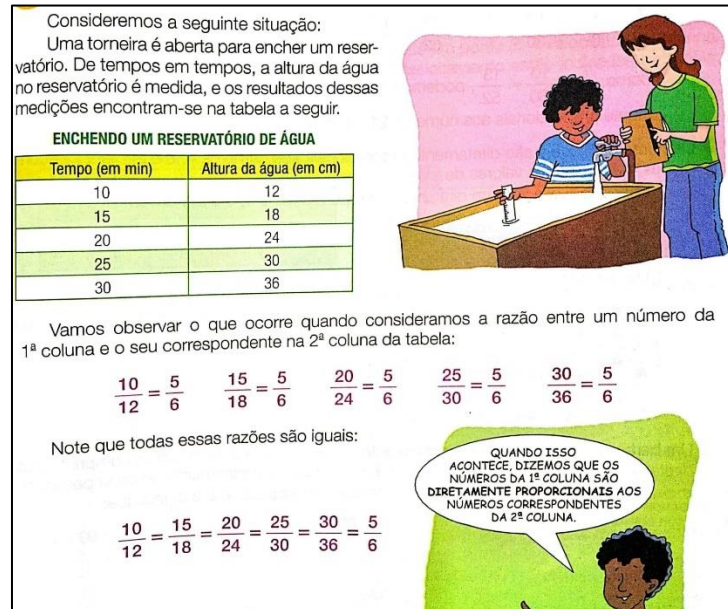 Consideremos a seguinte situação:
Uma torneira é aberta para encher um reser-
vatório. De tempos em tempos, a altura da água
no reservatório é medida, e os resultados dessas
medições encontram-se na tabela a seguir.
ENCHENDO UM RESERVATÓRIO DE ÁGUA
Tempo (em min) Altura da água (em cm)
10 12
15 18
20 24
25 30
30 36
Vamos observar o que ocorre quando consideramos a razão entre um número da
1ª coluna e o seu correspondente na 2ª coluna da tabela:
10/12 = 5/6 15/18 = 5/6 20/24 = 5/6 25/30 = 5/6 30/36 = 5/6
Note que todas essas razões são iguais:
10/12 = 15/18 = 20/24 = 25/30 = 30/36 = 5/6
QUANDO ISSO
ACONTECE, DIZEMOS QUE OS
NÚMEROS DA 1ª COLUNA SÃO
DIRETAMENTE PROPORCIONAIS AOS
NÚMEROS CORRESPONDENTES
DA 2ª COLUNA.